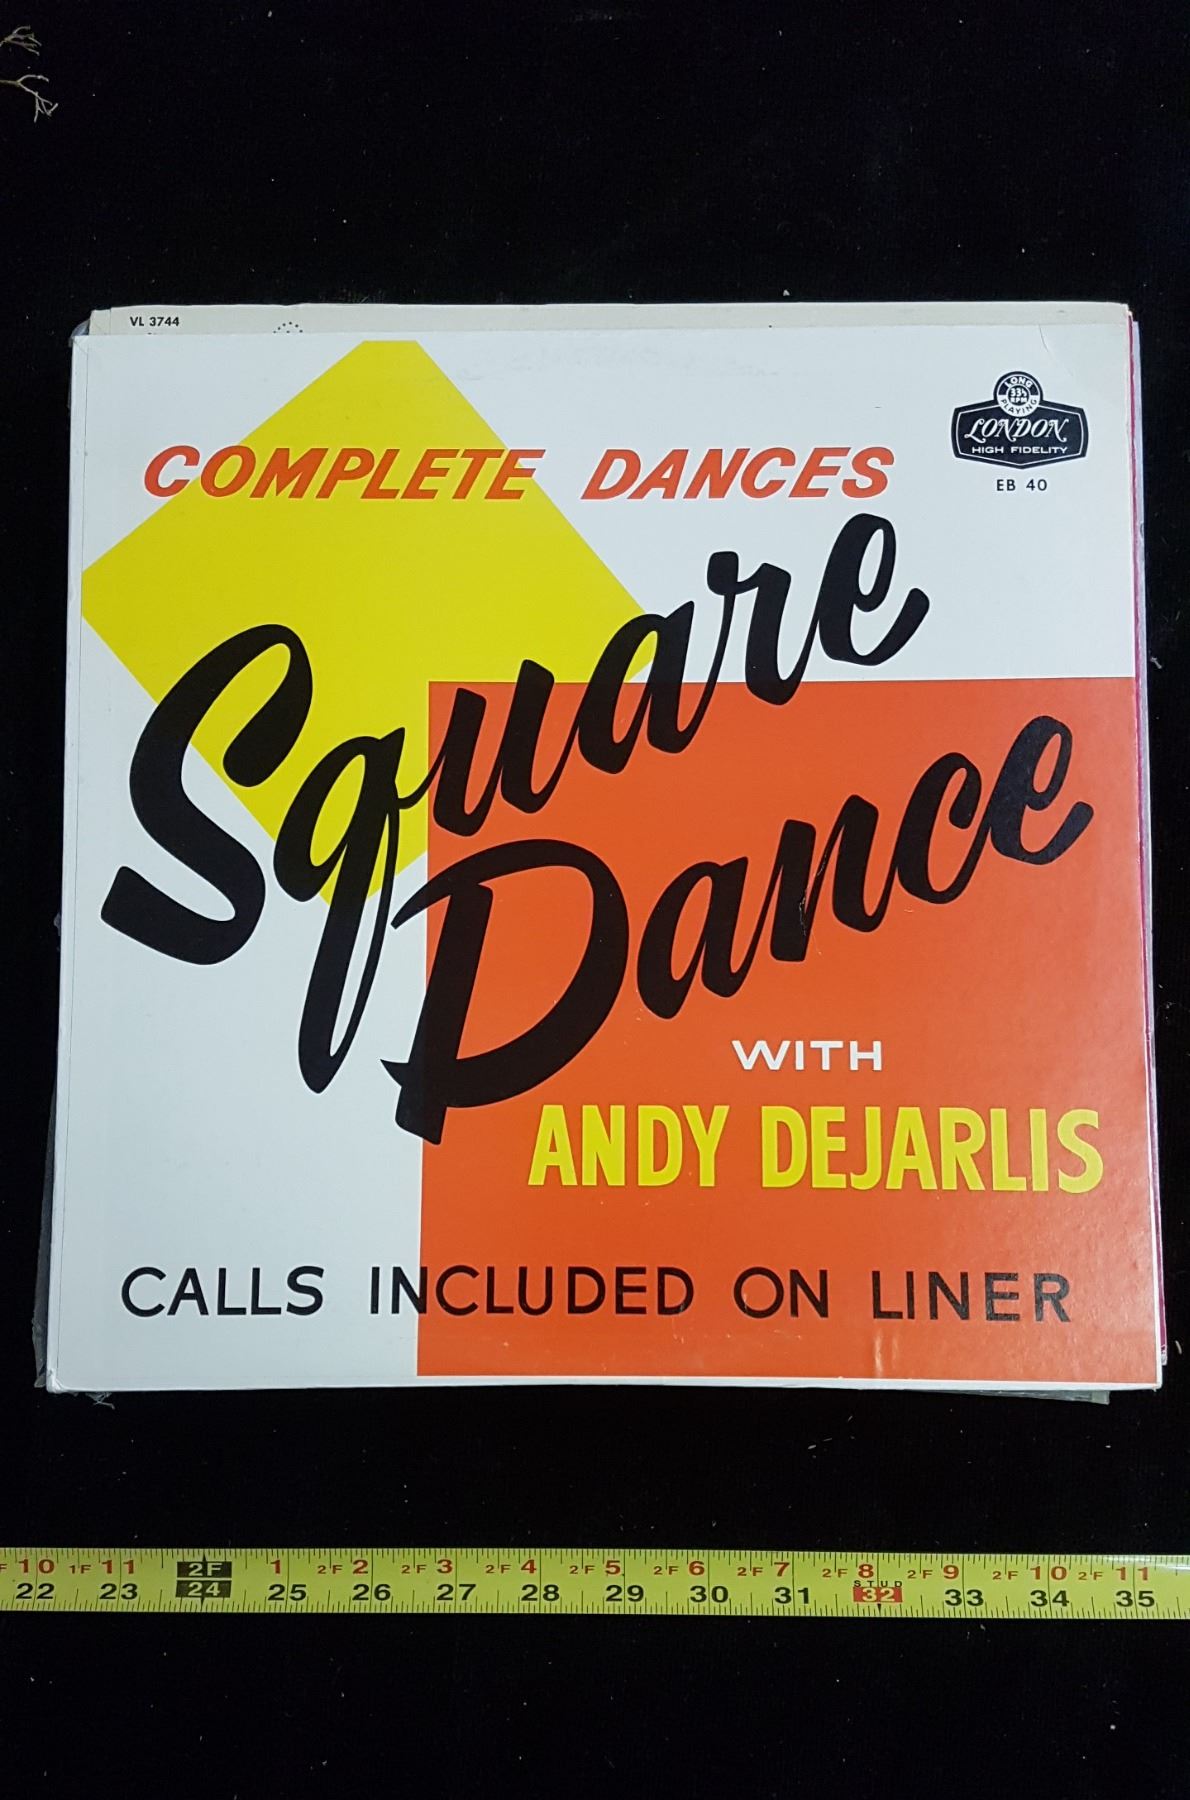 VL 3744
LONG
33⅓
RPM
PLAYING
LONDON
HIGH FIDELITY
EB 40
COMPLETE DANCES
Square
Dance
WITH
ANDY DEJARLIS
CALLS INCLUDED ON LINER
F 10 1F 11 2F 1 2F 2 2F 3 2F 4 2F 5 2F 6 2F 7 2F 8 2F 9 2F 10 2F 11
STUD
22 23 24 25 26 27 28 29 30 31 32 33 34 35